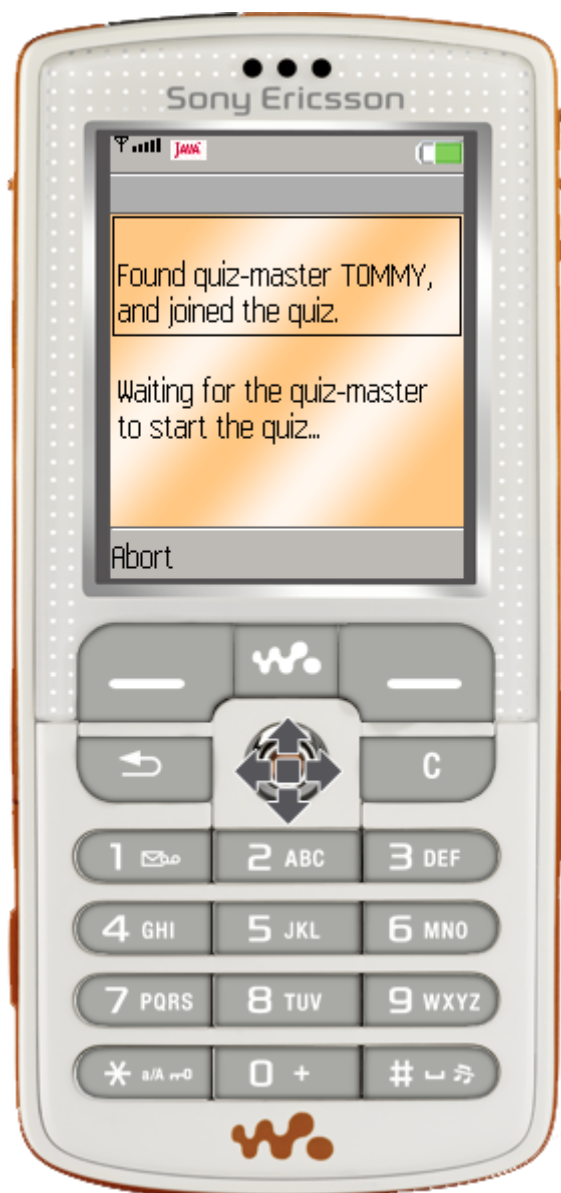 Sony Ericsson
JAVA
Found quiz-master TOMMY,
and joined the quiz.
Waiting for the quiz-master
to start the quiz...
Abort
C
1
2 ABC
3 DEF
4 GHI
5 JKL
6 MNO
7 PQRS
8 TUV
9 WXYZ
* a/A
0 +
#